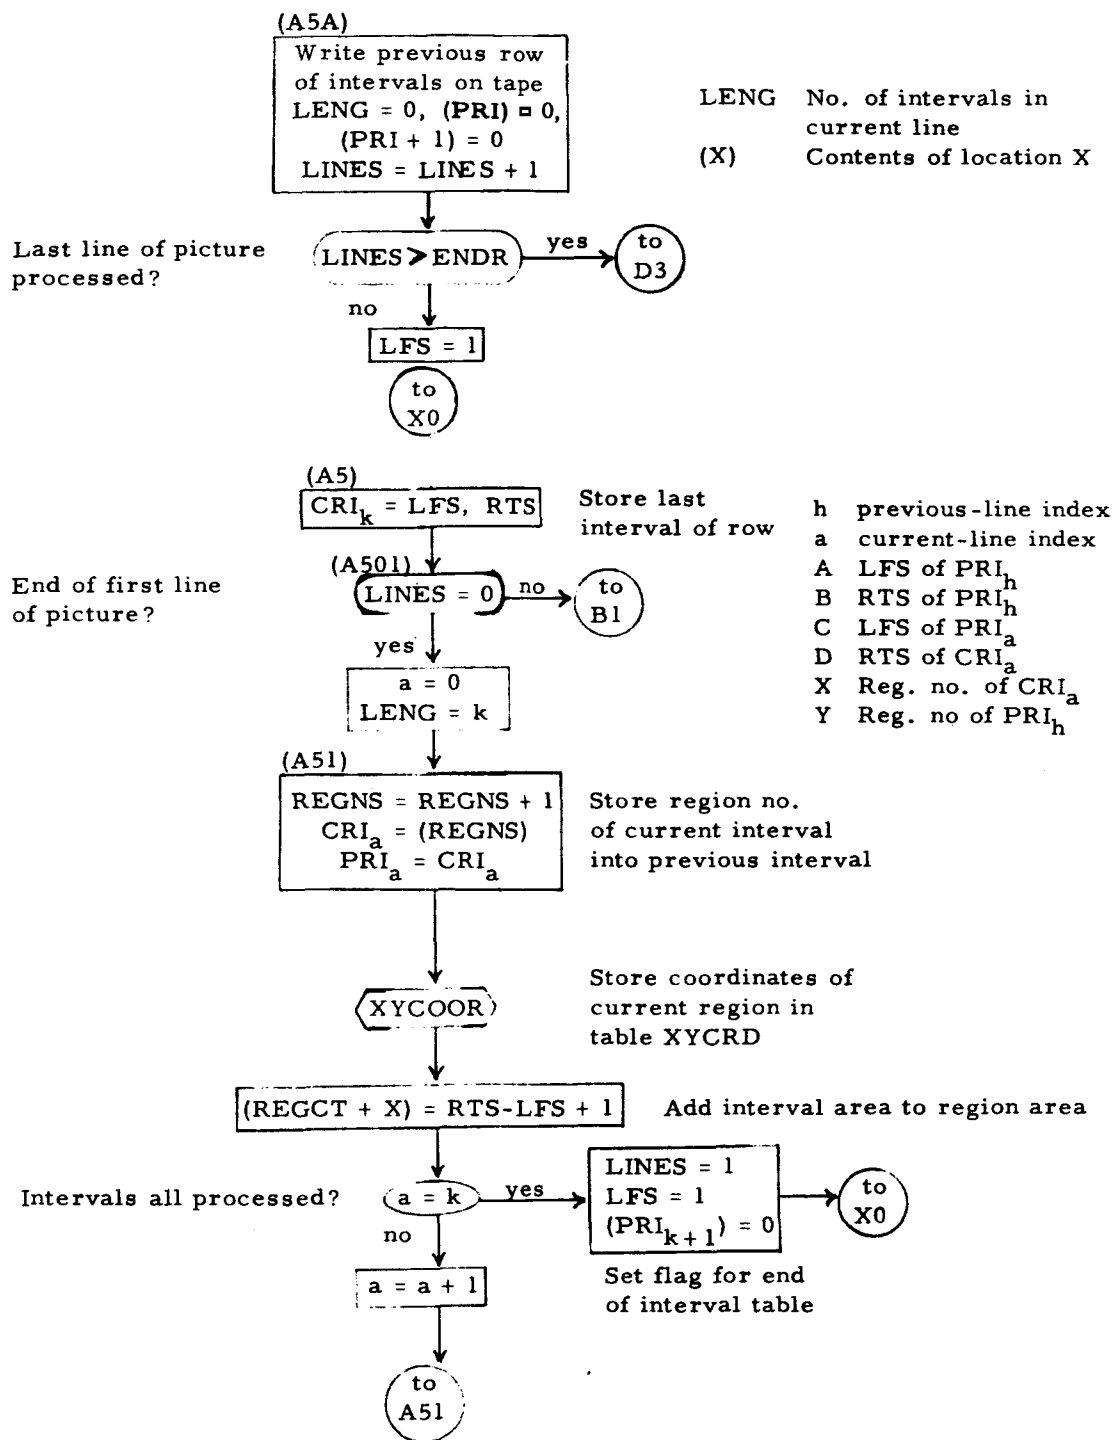 (A5A)
Write previous row
of intervals on tape
LENG = 0, (PRI) = 0,
(PRI + 1) = 0
LINES = LINES + 1
LENG No. of intervals in
current line
(X) Contents of location X
Last line of picture
processed?
LINES > ENDR
yes
to
D3
no
LFS = 1
to
X0
(A5)
CRI_k = LFS, RTS
Store last
interval of row
h previous-line index
a current-line index
A LFS of PRI_h
B RTS of PRI_h
C LFS of PRI_a
D RTS of CRI_a
X Reg. no. of CRI_a
Y Reg. no of PRI_h
(A501)
End of first line
of picture?
LINES = 0
no
to
B1
yes
a = 0
LENG = k
(A51)
REGNS = REGNS + 1
CRI_a = (REGNS)
PRI_a = CRI_a
Store region no.
of current interval
into previous interval
XYCOOR
Store coordinates of
current region in
table XYCRD
(REGCT + X) = RTS-LFS + 1
Add interval area to region area
Intervals all processed?
a = k
yes
LINES = 1
LFS = 1
(PRI_k+1) = 0
to
X0
no
Set flag for end
of interval table
a = a + 1
to
A51